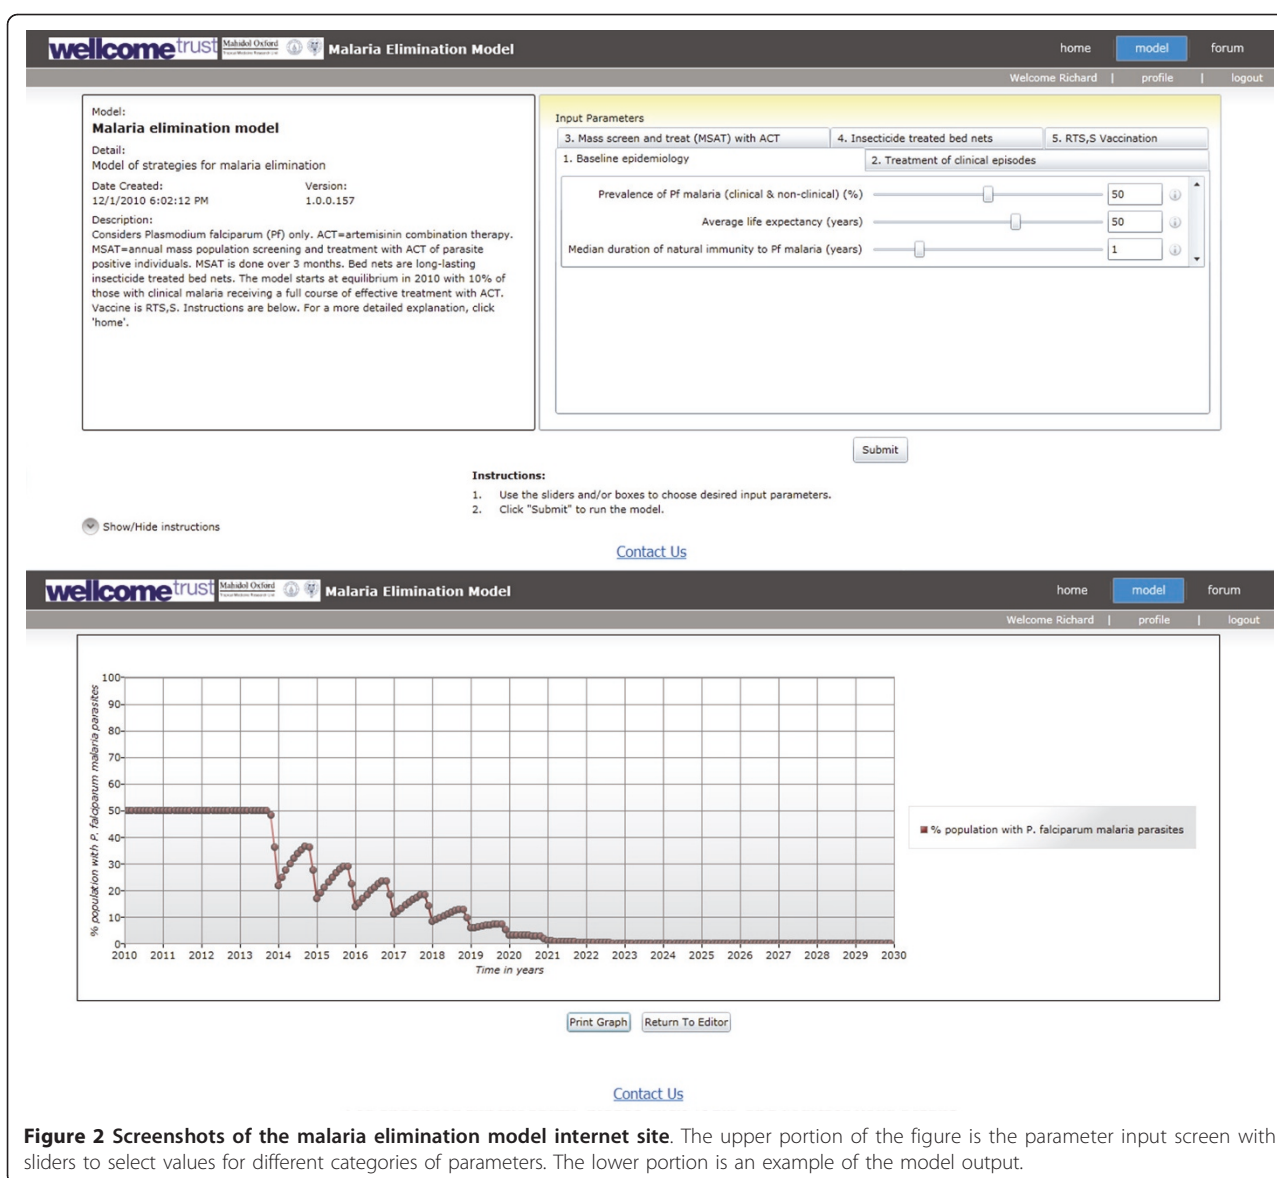 wellcometrust Mahidol Oxford Malaria Elimination Model home model forum
Welcome Richard | profile | logout
Model:
Malaria elimination model
Detail:
Model of strategies for malaria elimination
Date Created: Version:
12/1/2010 6:02:12 PM 1.0.0.157
Description:
Considers Plasmodium falciparum (Pf) only. ACT=artemisinin combination therapy.
MSAT=annual mass population screening and treatment with ACT of parasite
positive individuals. MSAT is done over 3 months. Bed nets are long-lasting
insecticide treated bed nets. The model starts at equilibrium in 2010 with 10% of
those with clinical malaria receiving a full course of effective treatment with ACT.
Vaccine is RTS,S. Instructions are below. For a more detailed explanation, click
'home'.
Input Parameters
3. Mass screen and treat (MSAT) with ACT 4. Insecticide treated bed nets 5. RTS,S Vaccination
1. Baseline epidemiology 2. Treatment of clinical episodes
Prevalence of Pf malaria (clinical & non-clinical) (%) 50
Average life expectancy (years) 50
Median duration of natural immunity to Pf malaria (years) 1
Submit
Instructions:
1. Use the sliders and/or boxes to choose desired input parameters.
2. Click "Submit" to run the model.
Show/Hide instructions
Contact Us
wellcometrust Mahidol Oxford Malaria Elimination Model home model forum
Welcome Richard | profile | logout
% population with P. falciparum malaria parasites
100
90
80
70
60
50
40
30
20
10
0
2010 2011 2012 2013 2014 2015 2016 2017 2018 2019 2020 2021 2022 2023 2024 2025 2026 2027 2028 2029 2030
Time in years
% population with P. falciparum malaria parasites
Print Graph Return To Editor
Contact Us
Figure 2 Screenshots of the malaria elimination model internet site. The upper portion of the figure is the parameter input screen with
sliders to select values for different categories of parameters. The lower portion is an example of the model output.